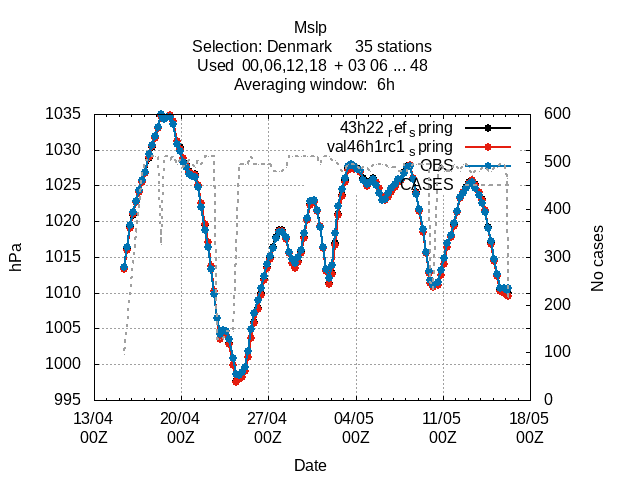 Mslp
Selection: Denmark 35 stations
Used 00,06,12,18 + 03 06 ... 48
Averaging window: 6h
1035
1030
1025
1020
1015
1010
1005
1000
995
hPa
600
500
400
300
200
100
0
No cases
43h22refspring
val46h1rc1spring
OBS
CASES
13/04 20/04 27/04 04/05 11/05 18/05
00Z 00Z 00Z 00Z 00Z 00Z
Date